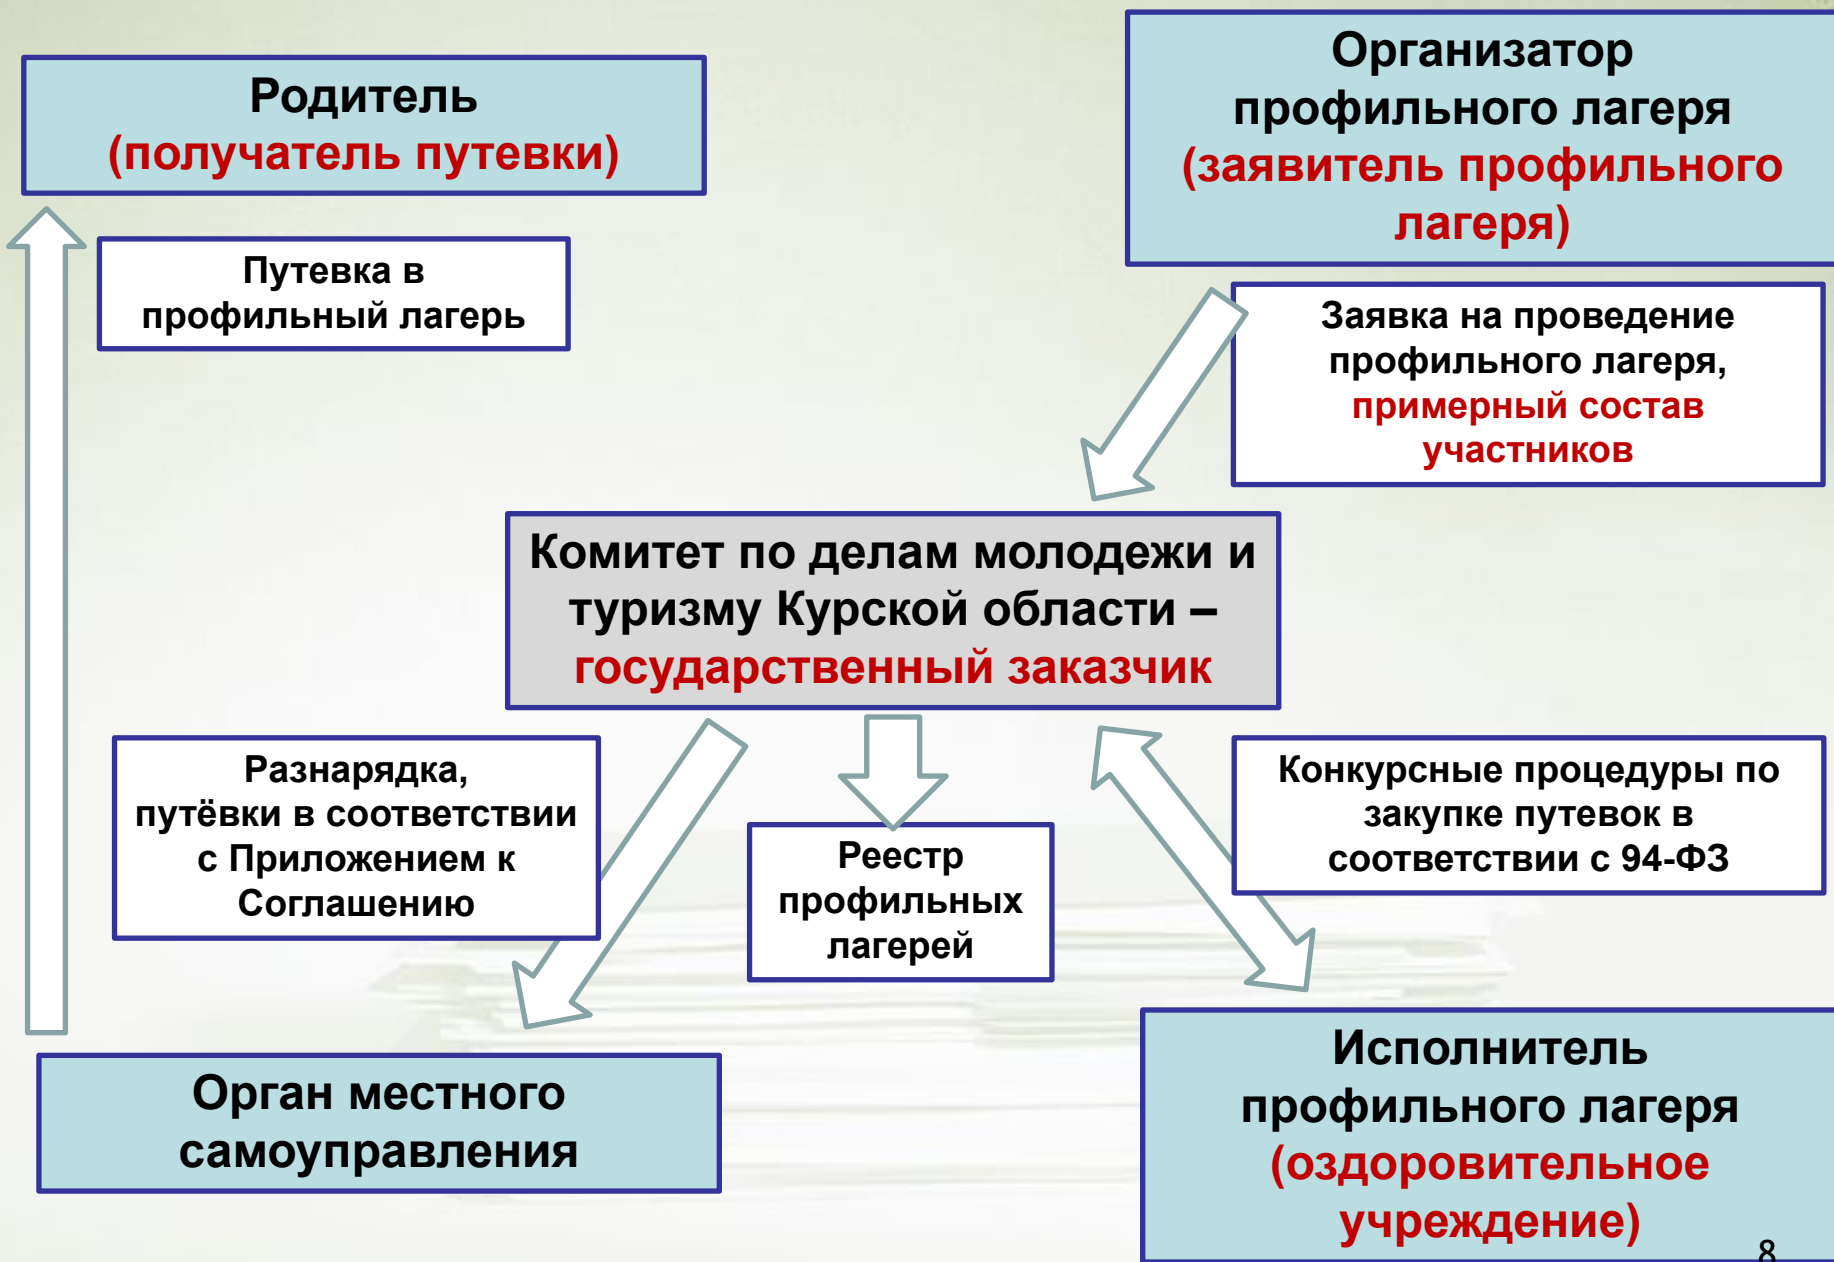 Родитель
(получатель путевки)
Организатор
профильного лагеря
(заявитель профильного
лагеря)
Путевка в
профильный лагерь
Заявка на проведение
профильного лагеря,
примерный состав
участников
Комитет по делам молодежи и
туризму Курской области –
государственный заказчик
Разнарядка,
путёвки в соответствии
с Приложением к
Соглашению
Реестр
профильных
лагерей
Конкурсные процедуры по
закупке путевок в
соответствии с 94-ФЗ
Орган местного
самоуправления
Исполнитель
профильного лагеря
(оздоровительное
учреждение)
8